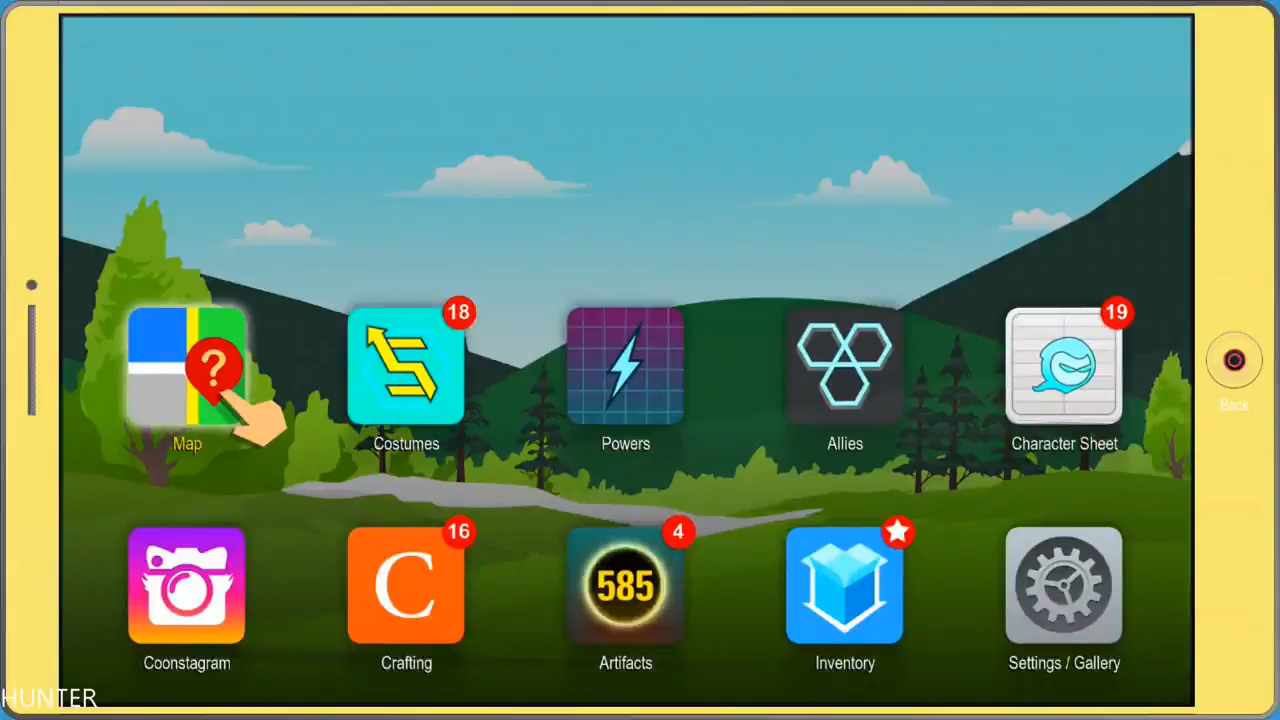 18
19
?
Map
Costumes
Powers
Allies
Character Sheet
Back
16
4
C
585
Coonstagram
Crafting
Artifacts
Inventory
Settings / Gallery
HUNTER